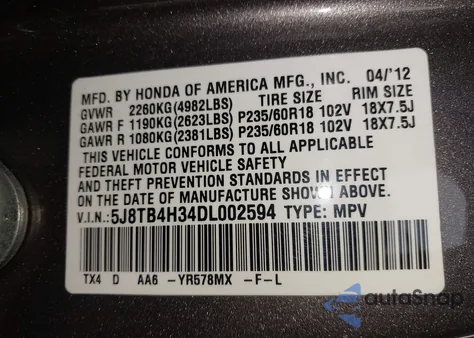 MFD. BY HONDA OF AMERICA MFG., INC. 04/'12
GVWR 2260KG(4982LBS) TIRE SIZE RIM SIZE
GAWR F 1190KG(2623LBS) P235/60R18 102V 18X7.5J
GAWR R 1080KG(2381LBS) P235/60R18 102V 18X7.5J
THIS VEHICLE CONFORMS TO ALL APPLICABLE
FEDERAL MOTOR VEHICLE SAFETY
AND THEFT PREVENTION STANDARDS IN EFFECT
ON THE DATE OF MANUFACTURE SHOWN ABOVE.
V.I.N.: 5J8TB4H34DL002594 TYPE: MPV
TX4 D AA6 -YR578MX -F-L
autoSnap